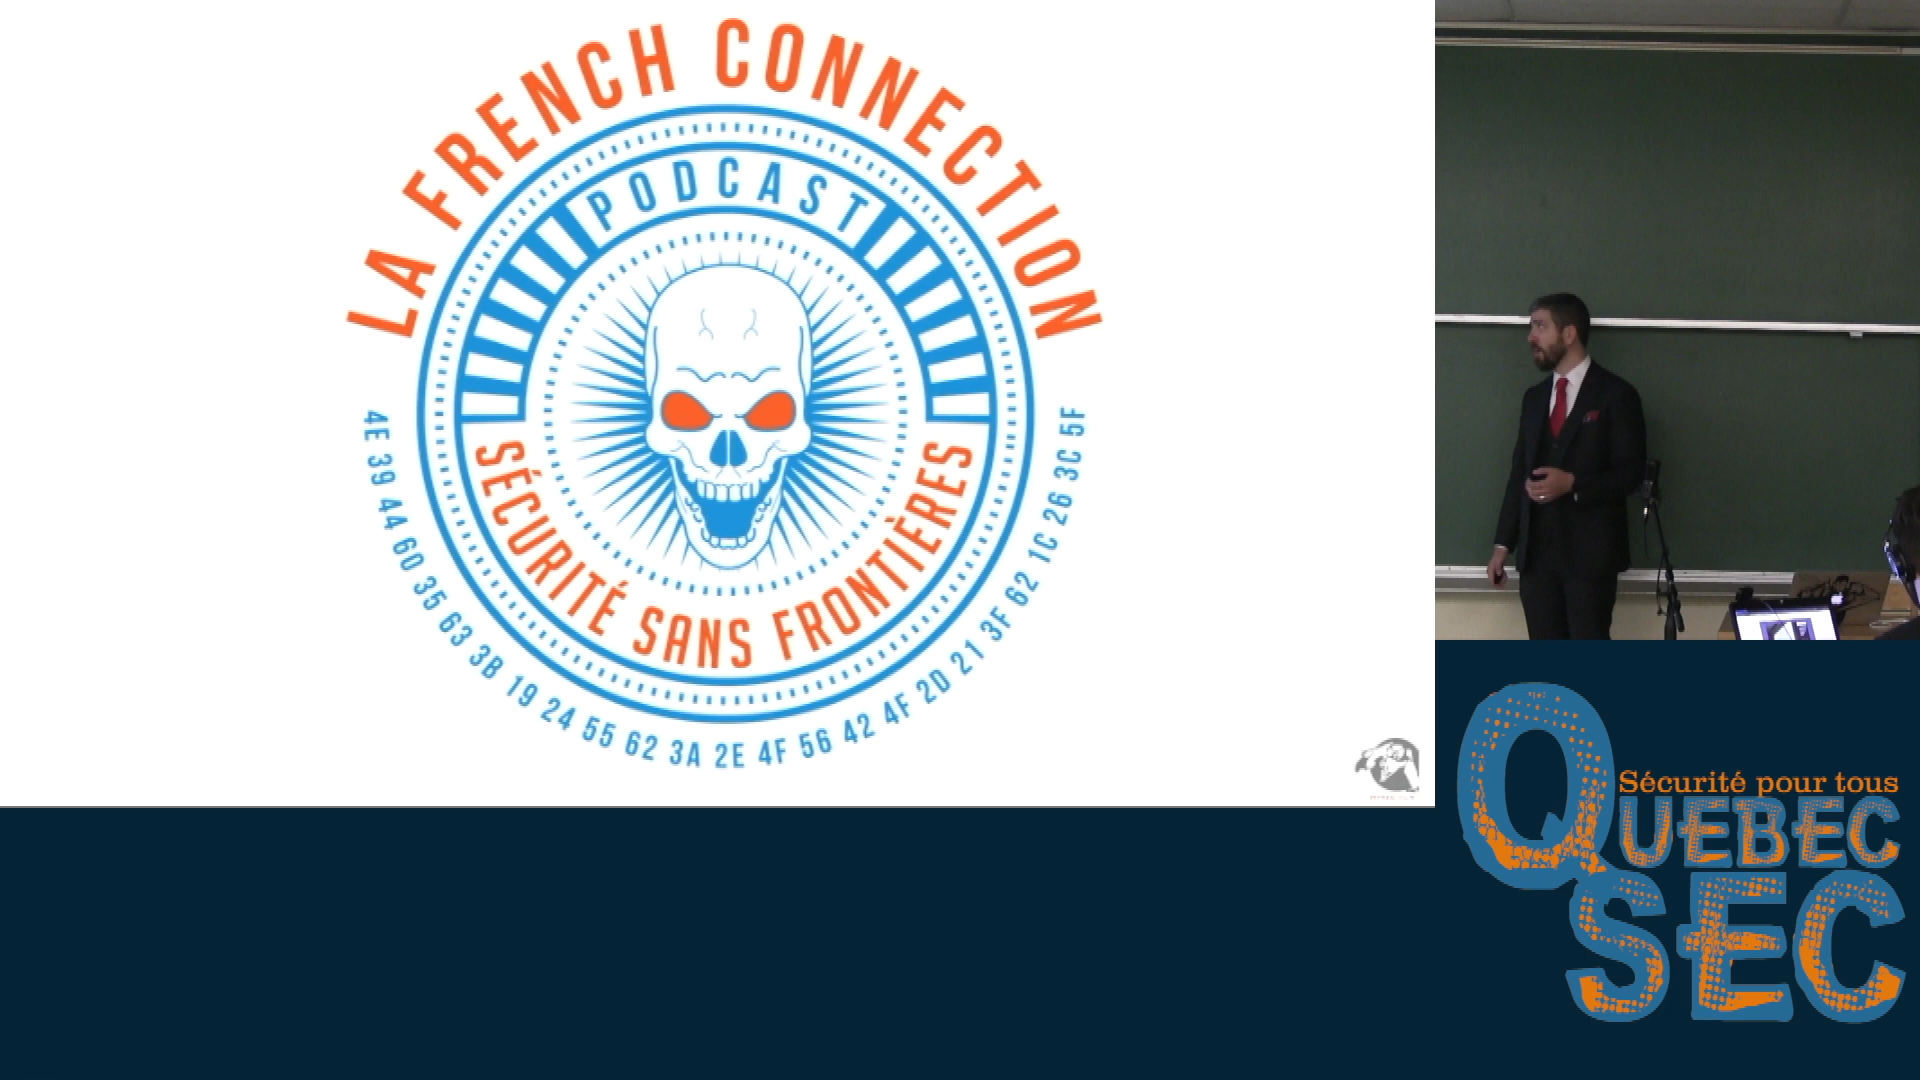 LA FRENCH CONNECTION
PODCAST
SÉCURITÉ SANS FRONTIÈRES
4E 39 44 60 35 63 3B 19 24 55 62 3A 2E 4F 56 42 4F 2D 21 3F 62 1C 26 3C 5F
Sécurité pour tous
QUEBEC
SEC